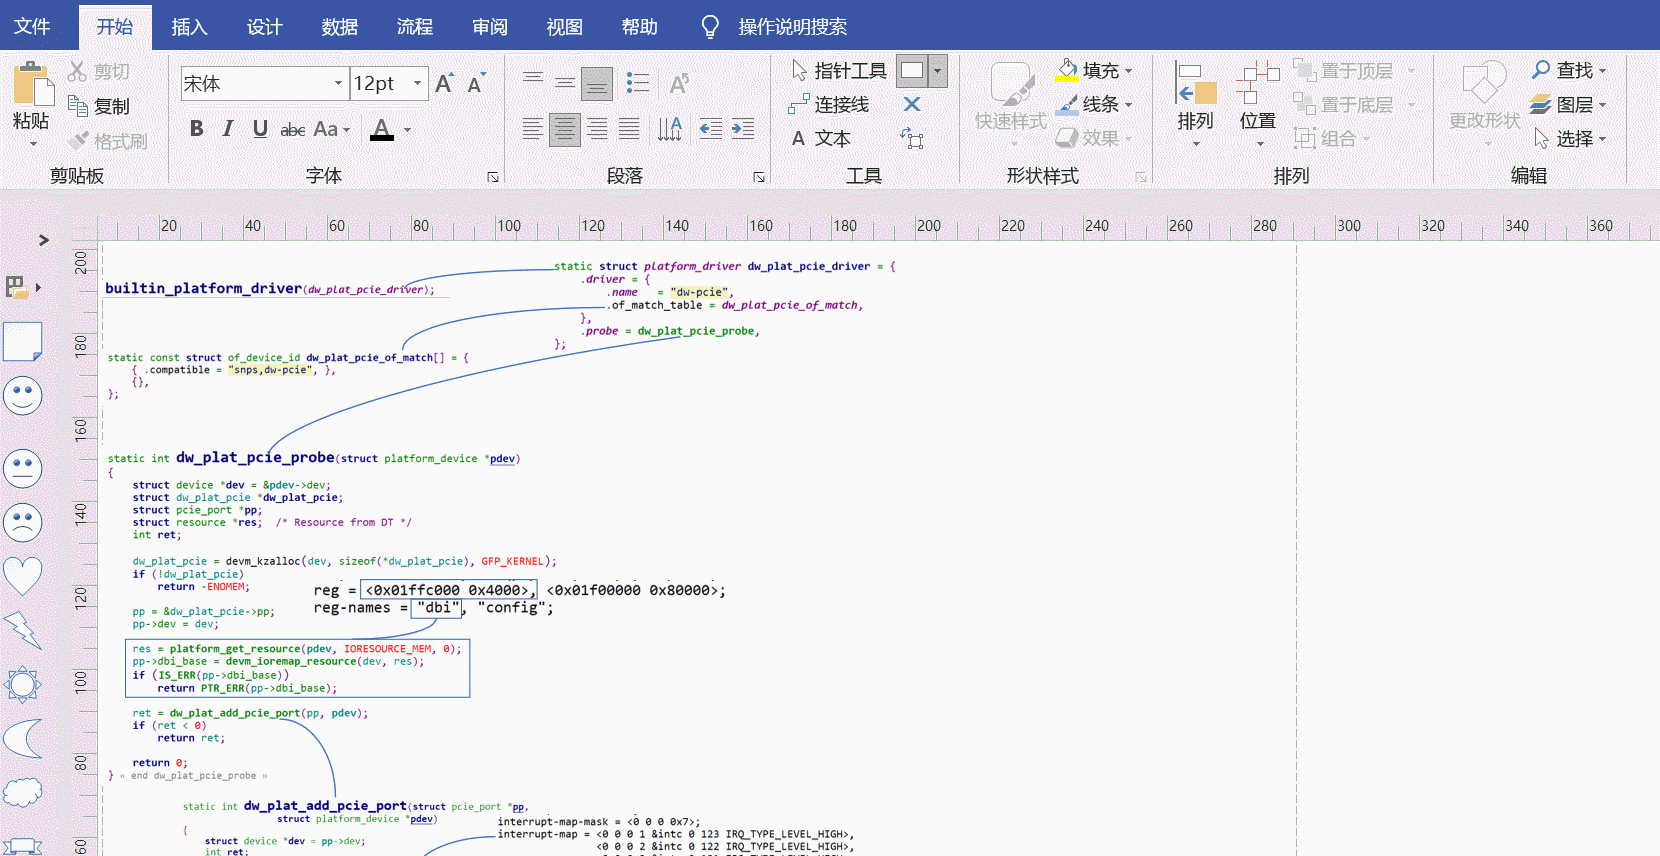 文件 开始 插入 设计 数据 流程 审阅 视图 帮助 操作说明搜索
粘贴 剪切 复制 格式刷
剪贴板
宋体 12pt A A
B I U abc Aa A
字体
段落
指针工具
连接线
A 文本
工具
快速样式 填充 线条 效果
形状样式
排列 位置 置于顶层 置于底层 组合
排列
更改形状 查找 图层 选择
编辑
20 40 60 80 100 120 140 160 180 200 220 240 260 280 300 320 340 360
200
180
160
140
120
100
80
60
builtin_platform_driver(dw_plat_pcie_driver);
static struct platform_driver dw_plat_pcie_driver = {
.driver = {
.name = "dw-pcie",
.of_match_table = dw_plat_pcie_of_match,
},
.probe = dw_plat_pcie_probe,
};
static const struct of_device_id dw_plat_pcie_of_match[] = {
{ .compatible = "snps,dw-pcie", },
{},
};
static int dw_plat_pcie_probe(struct platform_device *pdev)
{
struct device *dev = &pdev->dev;
struct dw_plat_pcie *dw_plat_pcie;
struct pcie_port *pp;
struct resource *res; /* Resource from DT */
int ret;
dw_plat_pcie = devm_kzalloc(dev, sizeof(*dw_plat_pcie), GFP_KERNEL);
if (!dw_plat_pcie)
return -ENOMEM;
reg = <0x01ffc000 0x4000>, <0x01f00000 0x80000>;
reg-names = "dbi", "config";
pp = &dw_plat_pcie->pp;
pp->dev = dev;
res = platform_get_resource(pdev, IORESOURCE_MEM, 0);
pp->dbi_base = devm_ioremap_resource(dev, res);
if (IS_ERR(pp->dbi_base))
return PTR_ERR(pp->dbi_base);
ret = dw_plat_add_pcie_port(pp, pdev);
if (ret < 0)
return ret;
return 0;
} « end dw_plat_pcie_probe »
static int dw_plat_add_pcie_port(struct pcie_port *pp,
struct platform_device *pdev)
{
struct device *dev = pp->dev;
int ret;
interrupt-map-mask = <0 0 0 0x7>;
interrupt-map = <0 0 0 1 &intc 0 123 IRQ_TYPE_LEVEL_HIGH>,
<0 0 0 2 &intc 0 122 IRQ_TYPE_LEVEL_HIGH>,